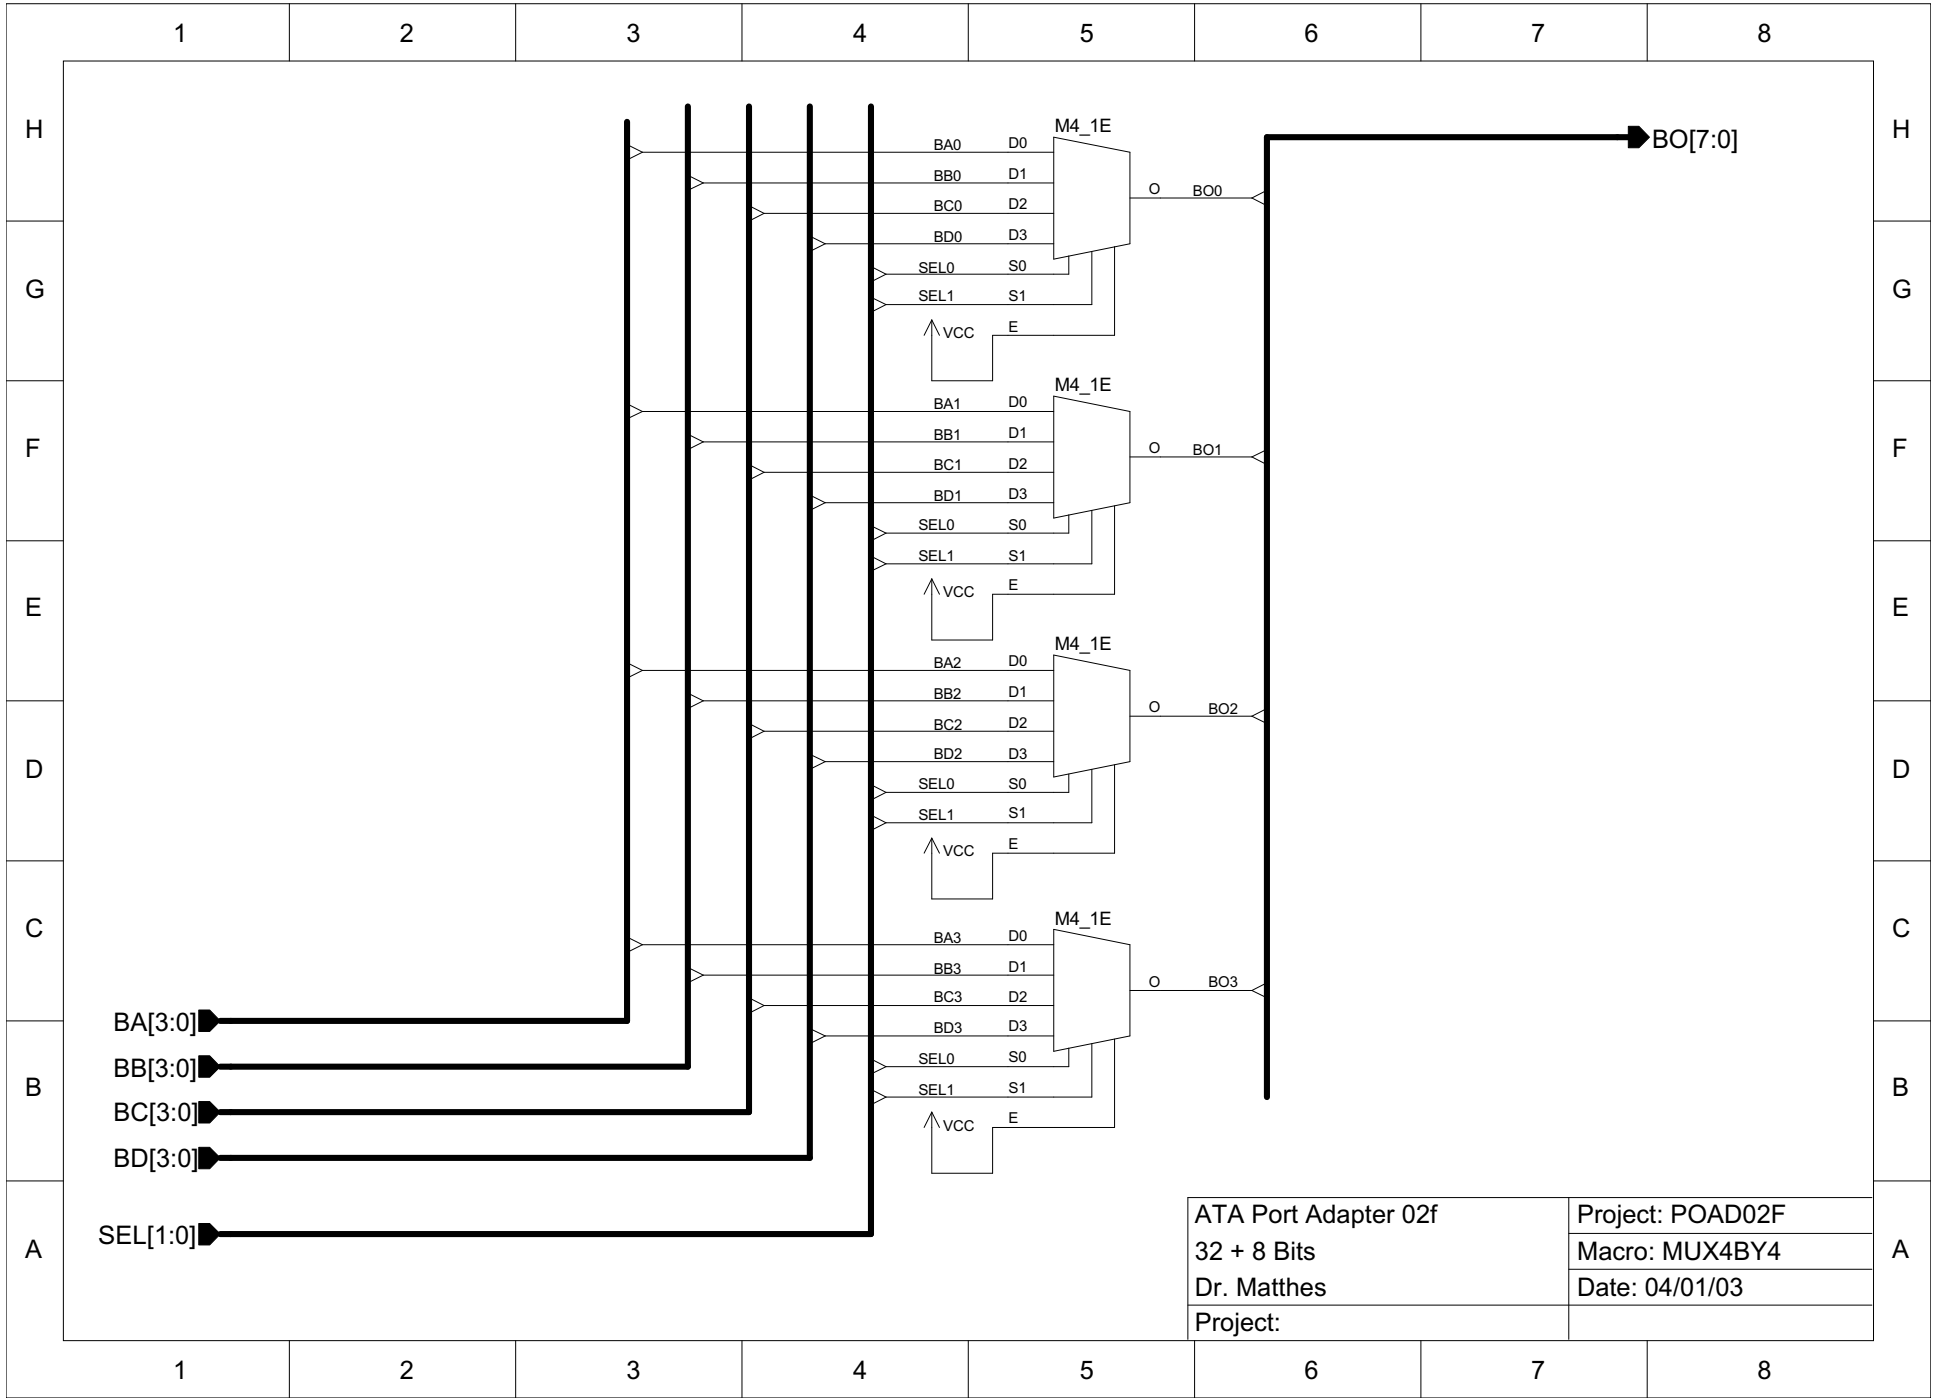 1 2 3 4 5 6 7 8
H H
M4_1E
BA0 D0
BB0 D1
BC0 D2
BD0 D3
SEL0 S0
SEL1 S1
VCC E
O BO0
BO[7:0]
G G
M4_1E
BA1 D0
BB1 D1
BC1 D2
BD1 D3
SEL0 S0
SEL1 S1
VCC E
O BO1
F F
E E
M4_1E
BA2 D0
BB2 D1
BC2 D2
BD2 D3
SEL0 S0
SEL1 S1
VCC E
O BO2
D D
C C
M4_1E
BA3 D0
BB3 D1
BC3 D2
BD3 D3
SEL0 S0
SEL1 S1
VCC E
O BO3
BA[3:0]
BB[3:0]
BC[3:0]
BD[3:0]
B B
SEL[1:0]
A A
ATA Port Adapter 02f
32 + 8 Bits
Dr. Matthes
Project:
Project: POAD02F
Macro: MUX4BY4
Date: 04/01/03
1 2 3 4 5 6 7 8